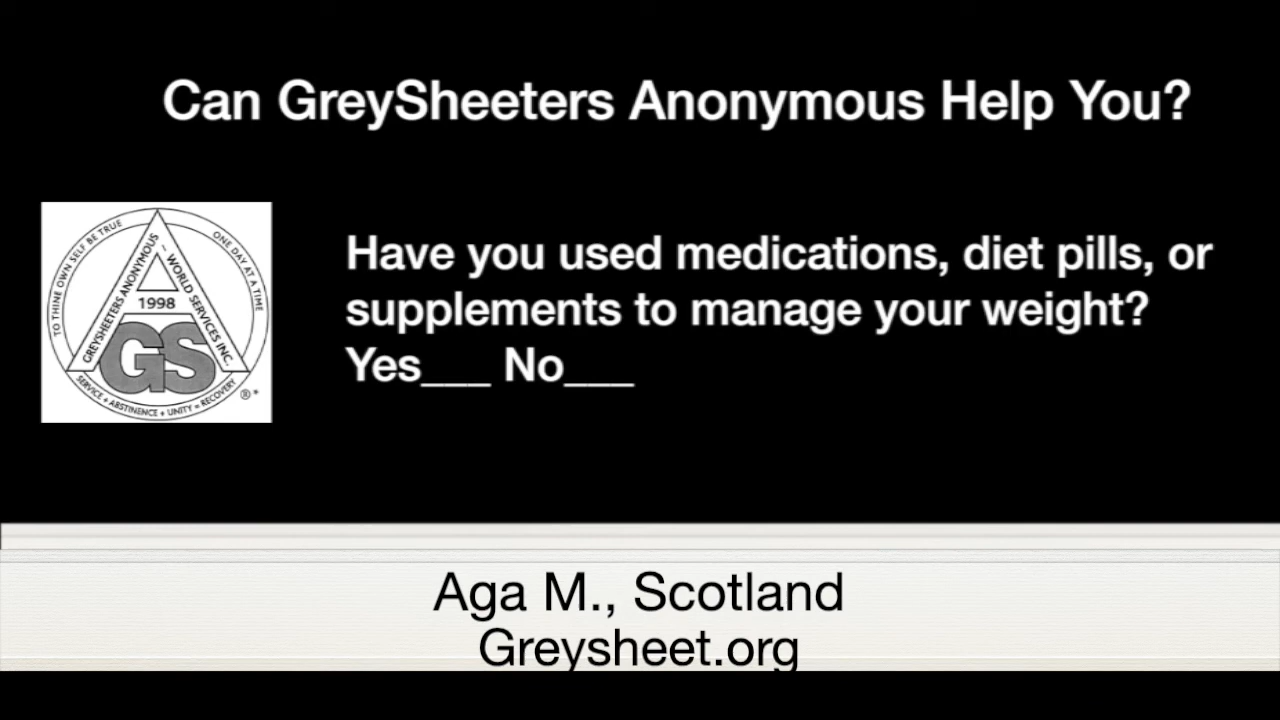 Can GreySheeters Anonymous Help You?
TO THINE OWN SELF BE TRUE
ONE DAY AT A TIME
GREYSHEETERS ANONYMOUS – WORLD SERVICES INC.
1998
GS
SERVICE + ABSTINENCE + UNITY = RECOVERY
®*
Have you used medications, diet pills, or
supplements to manage your weight?
Yes___ No___
Aga M., Scotland
Greysheet.org